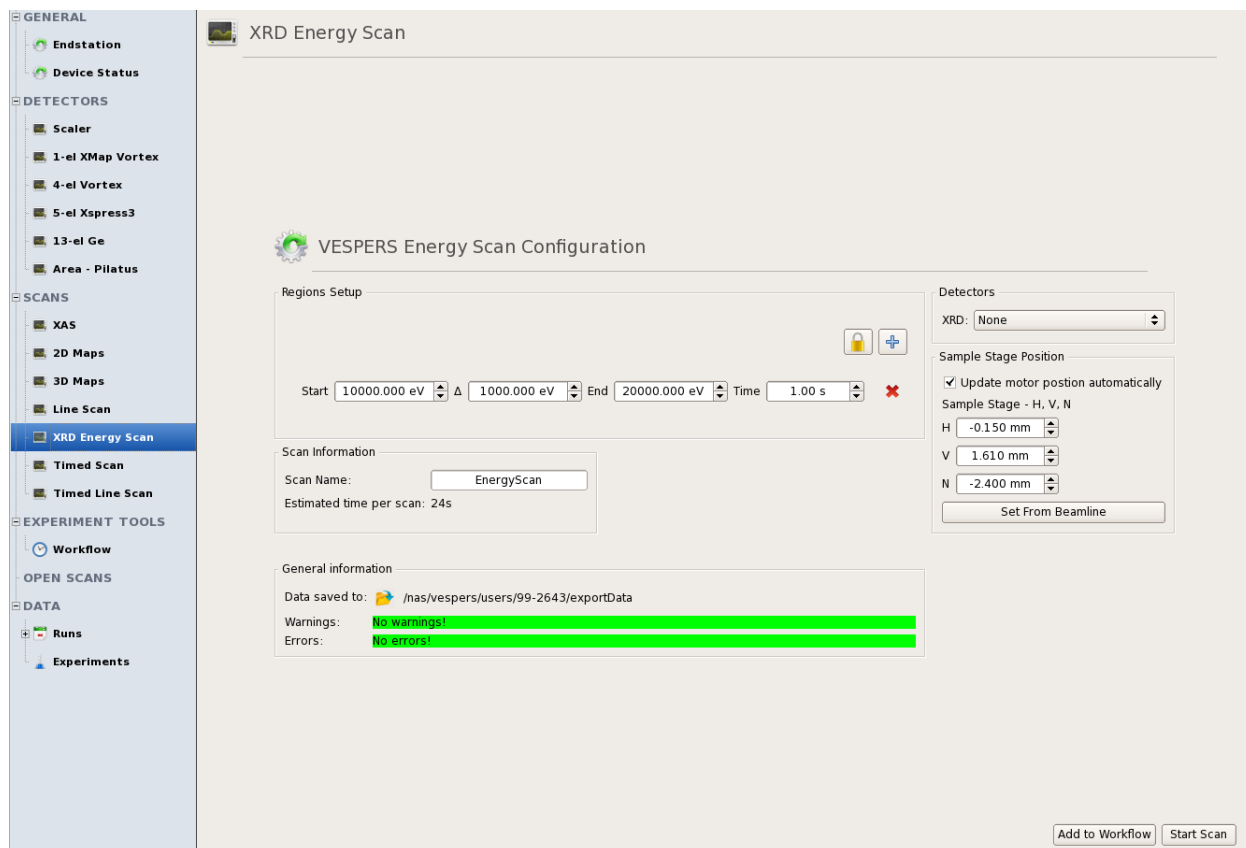 GENERAL
Endstation
Device Status
DETECTORS
Scaler
1-el XMap Vortex
4-el Vortex
5-el Xspress3
13-el Ge
Area - Pilatus
SCANS
XAS
2D Maps
3D Maps
Line Scan
XRD Energy Scan
Timed Scan
Timed Line Scan
EXPERIMENT TOOLS
Workflow
OPEN SCANS
DATA
Runs
Experiments
XRD Energy Scan
VESPERS Energy Scan Configuration
Regions Setup
Start 10000.000 eV Δ 1000.000 eV End 20000.000 eV Time 1.00 s
Scan Information
Scan Name: EnergyScan
Estimated time per scan: 24s
General information
Data saved to: /nas/vespers/users/99-2643/exportData
Warnings: No warnings!
Errors: No errors!
Detectors
XRD: None
Sample Stage Position
Update motor postion automatically
Sample Stage - H, V, N
H -0.150 mm
V 1.610 mm
N -2.400 mm
Set From Beamline
Add to Workflow Start Scan